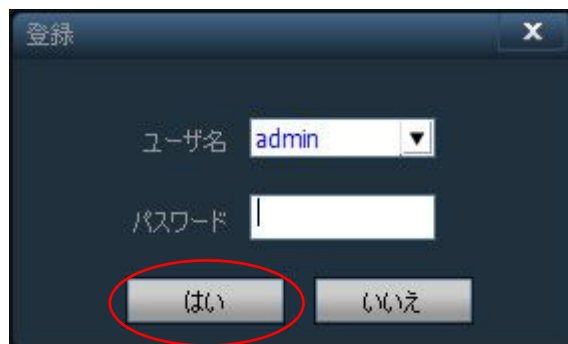 登録
ユーザ名 admin
パスワード
はい いいえ